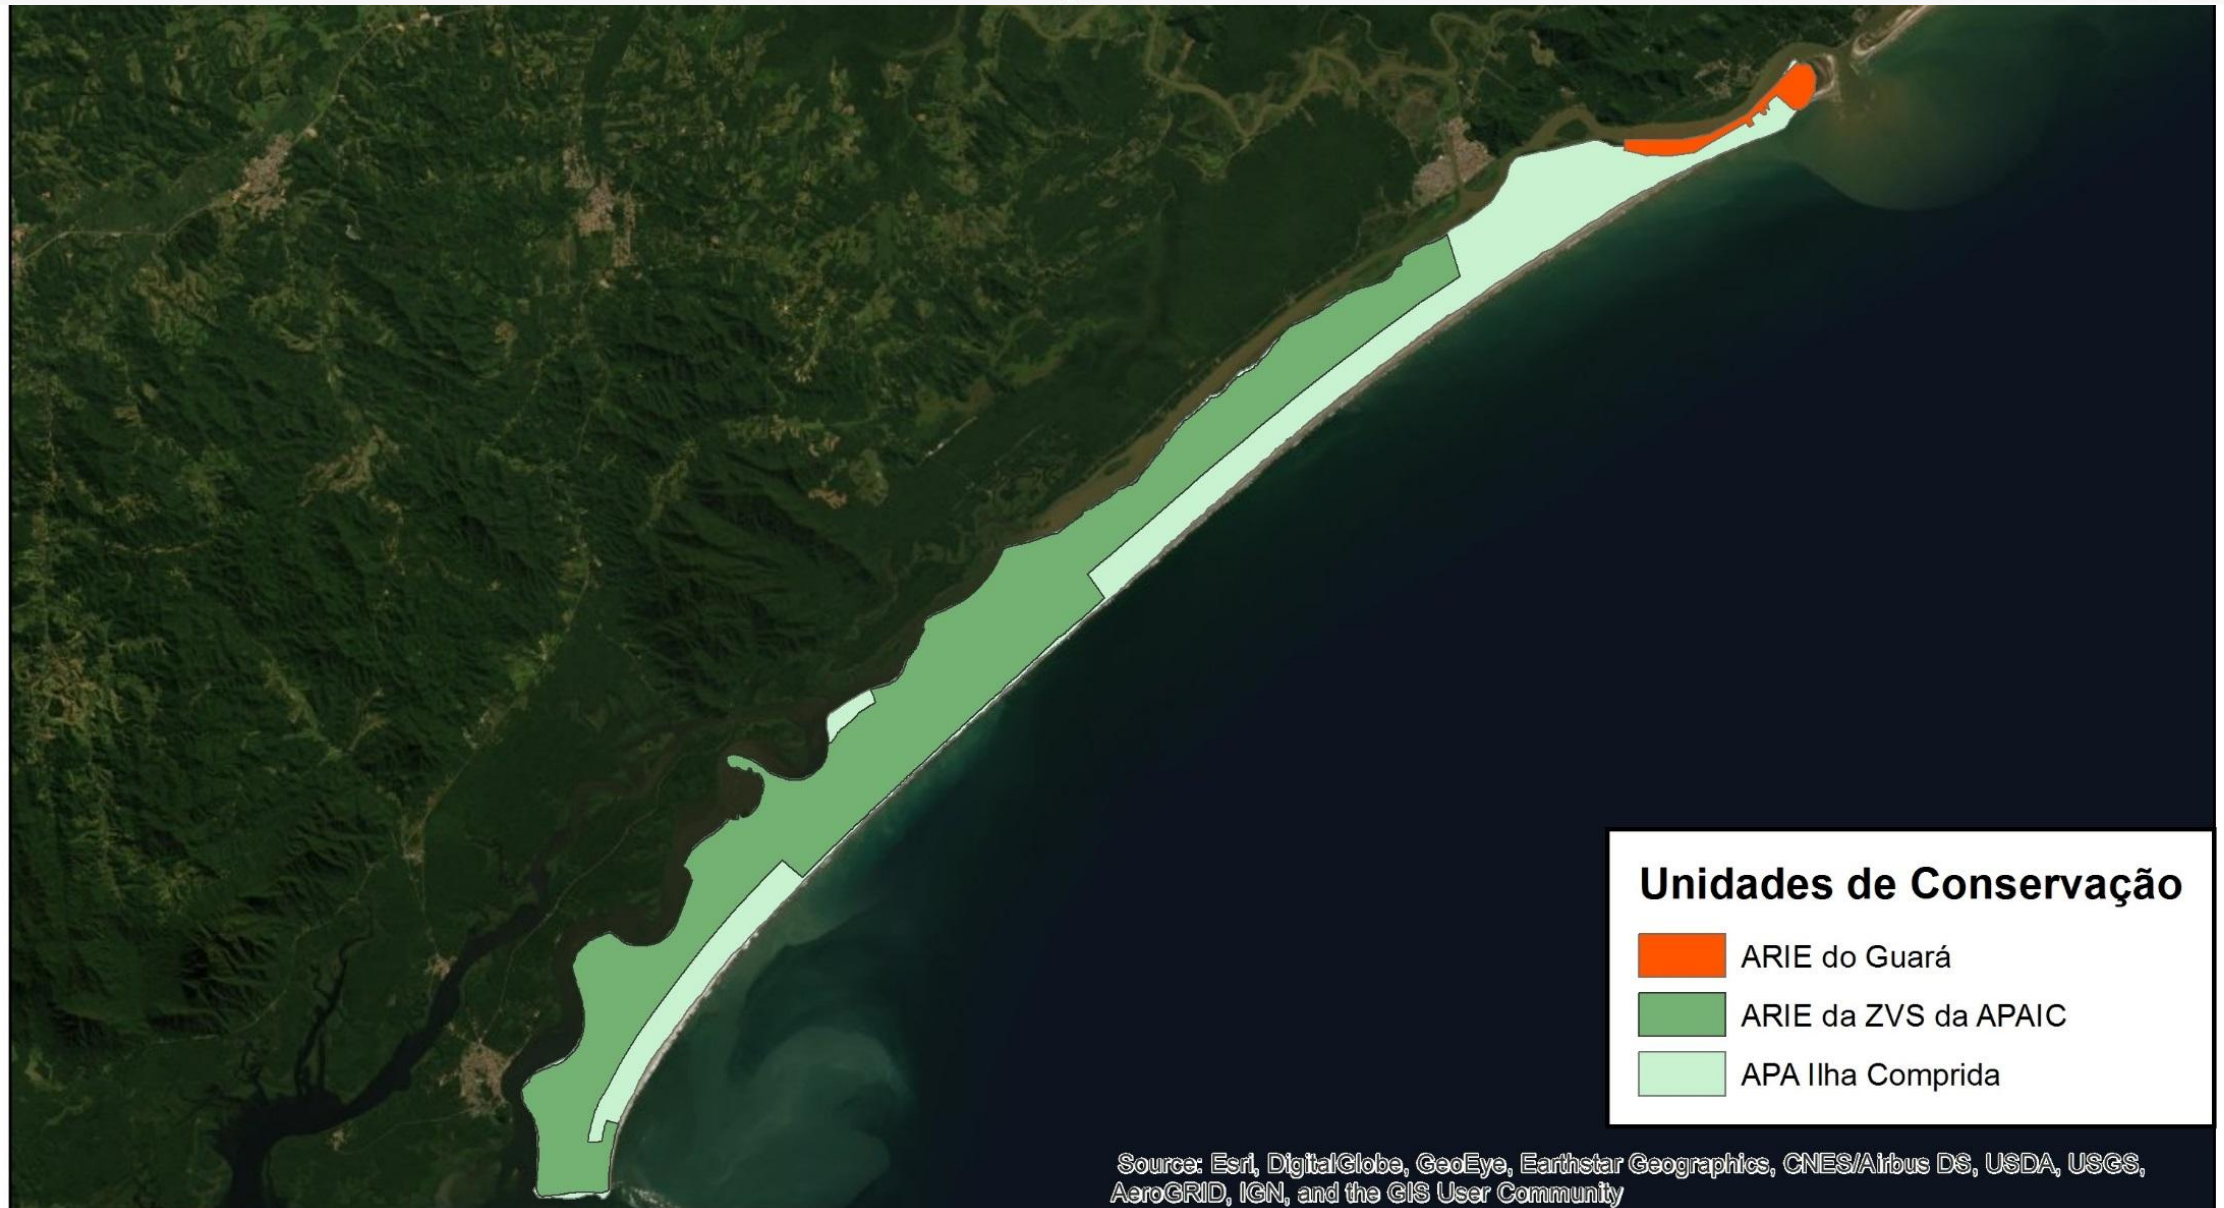 Unidades de Conservação
ARIE do Guará
ARIE da ZVS da APAIC
APA Ilha Comprida
Source: Esri, DigitalGlobe, GeoEye, Earthstar Geographics, CNES/Airbus DS, USDA, USGS,
AeroGRID, IGN, and the GIS User Community